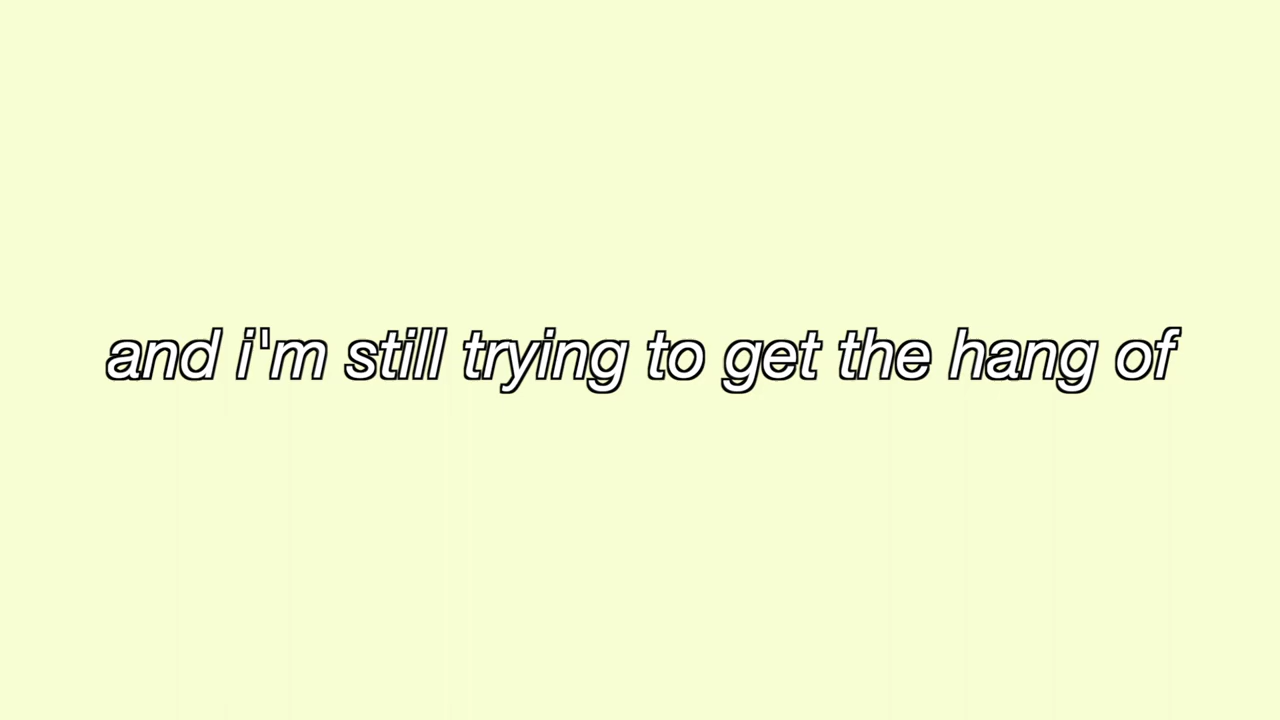 and i'm still trying to get the hang of